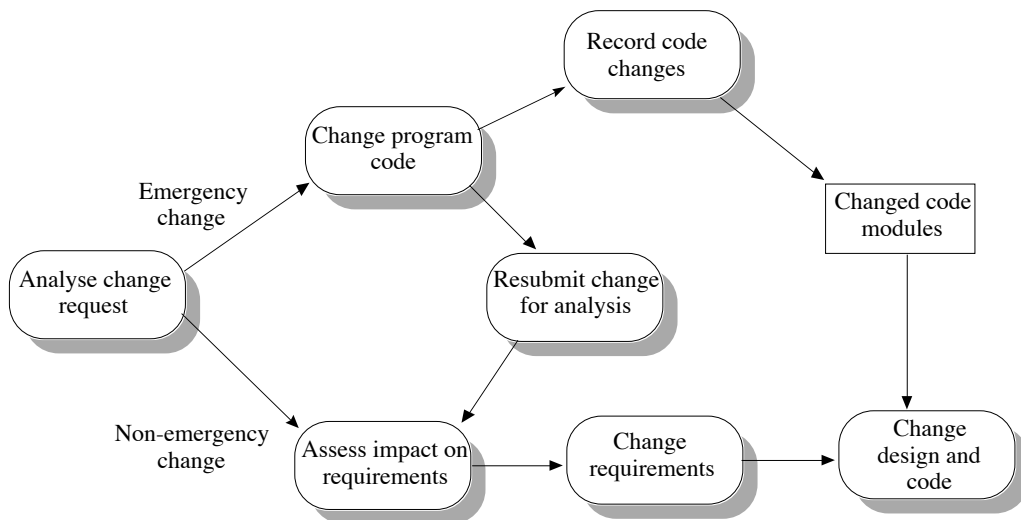 Record code
changes
Change program
code
Emergency
change
Changed code
modules
Analyse change
request
Resubmit change
for analysis
Non-emergency
change
Assess impact on
requirements
Change
requirements
Change
design and
code